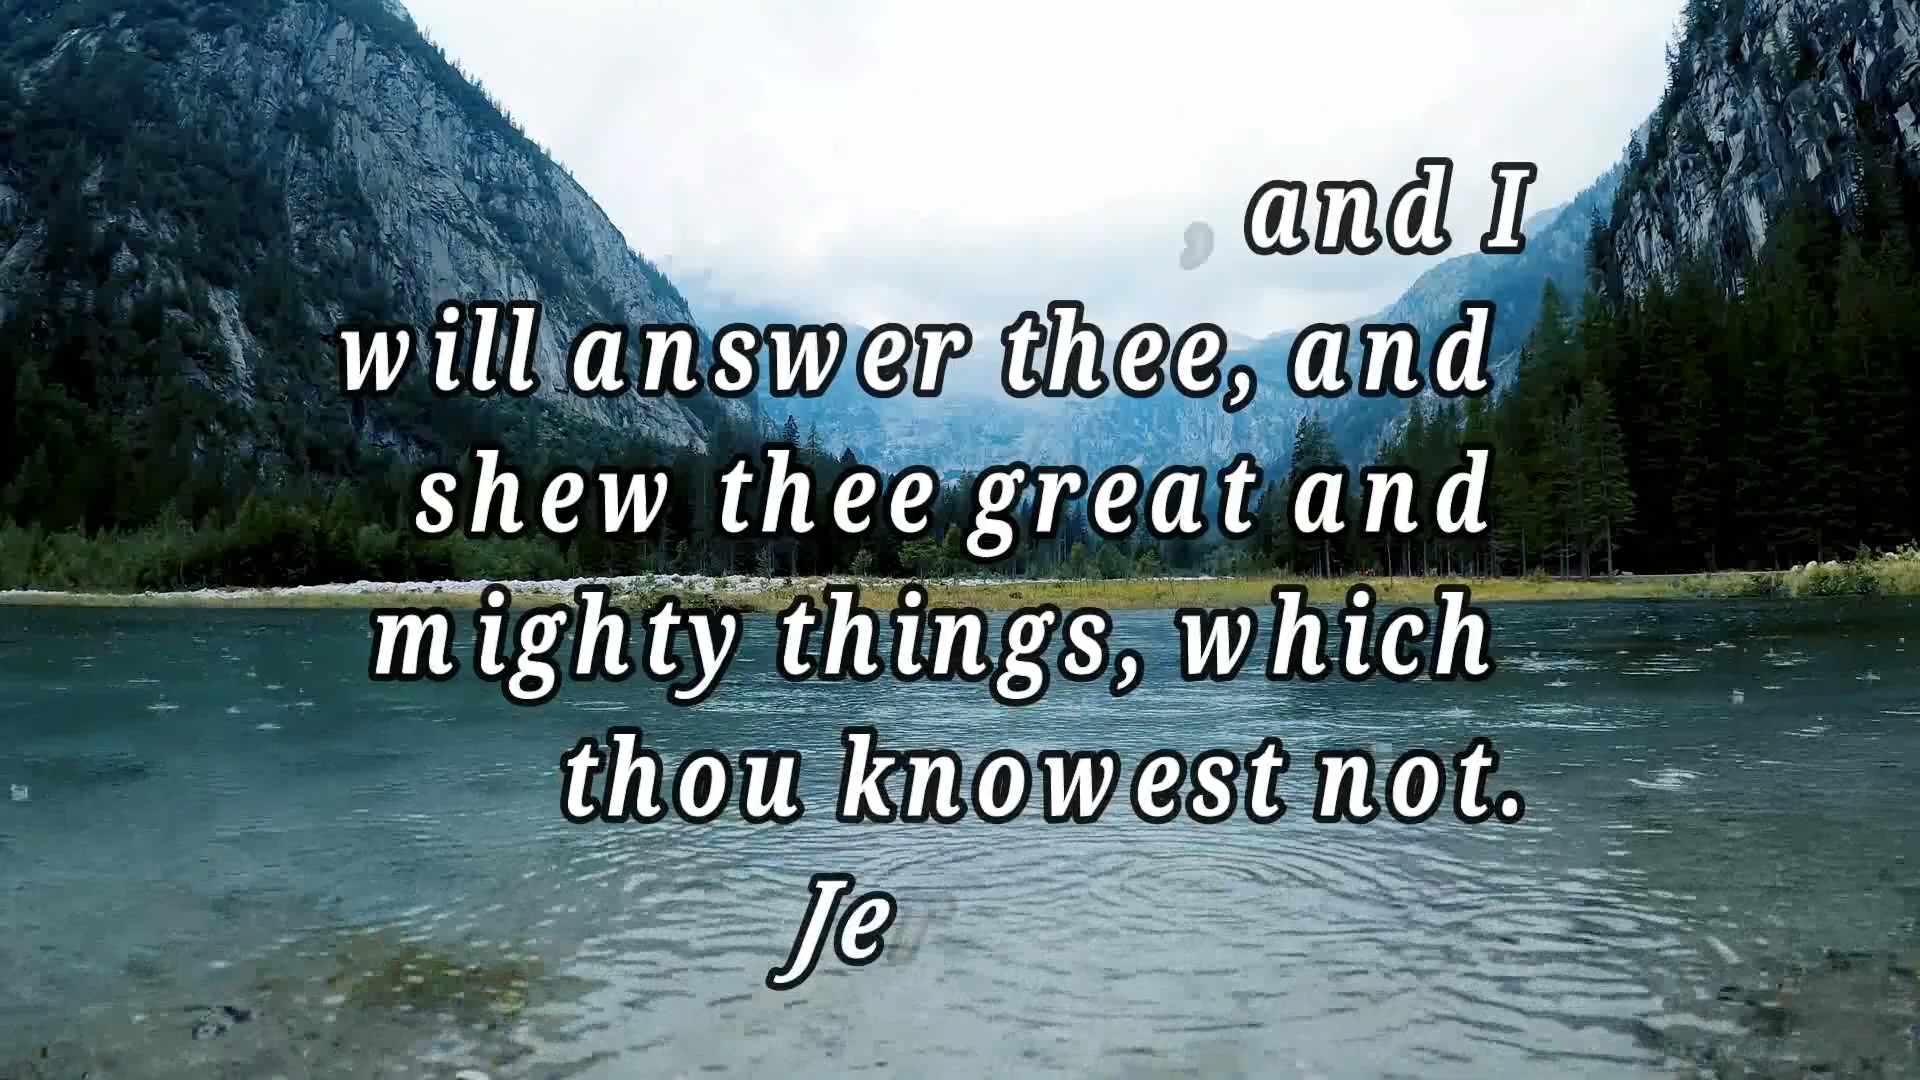 , and I
will answer thee, and
shew thee great and
mighty things, which
thou knowest not.
Je